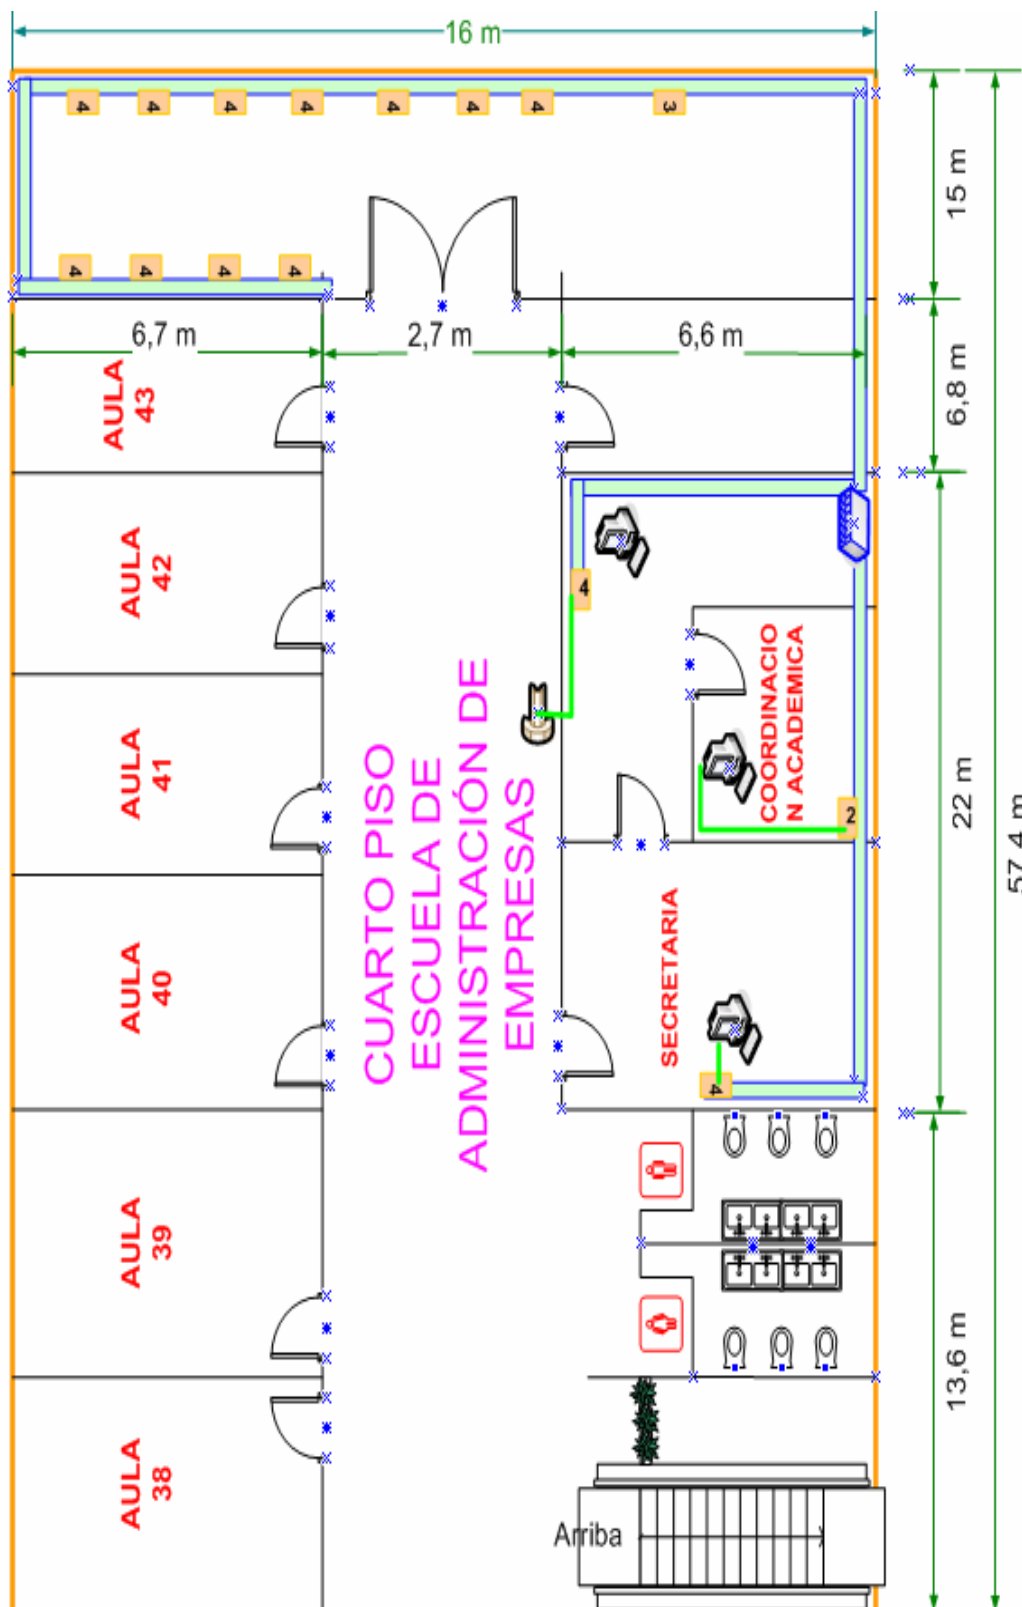 16 m
4
4
4
4
4
4
4
3
15 m
4
4
4
4
6,7 m
2,7 m
6,6 m
6,8 m
AULA
43
AULA
42
4
COORDINACIO
N ACADEMICA
AULA
41
2
22 m
57,4 m
CUARTO PISO
ESCUELA DE
ADMINISTRACIÓN DE
EMPRESAS
AULA
40
SECRETARIA
4
AULA
39
13,6 m
AULA
38
Arriba